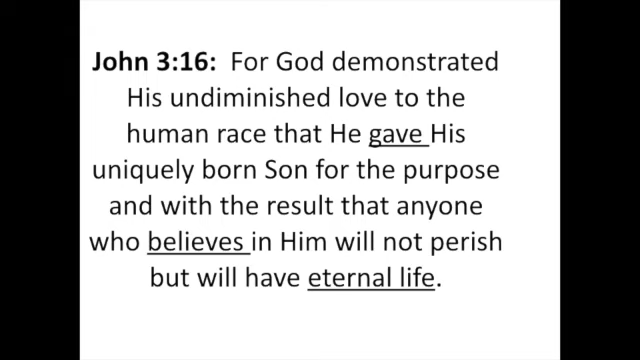 John 3:16:  For God demonstrated
His undiminished love to the
human race that He gave His
uniquely born Son for the purpose
and with the result that anyone
who believes in Him will not perish
but will have eternal life.